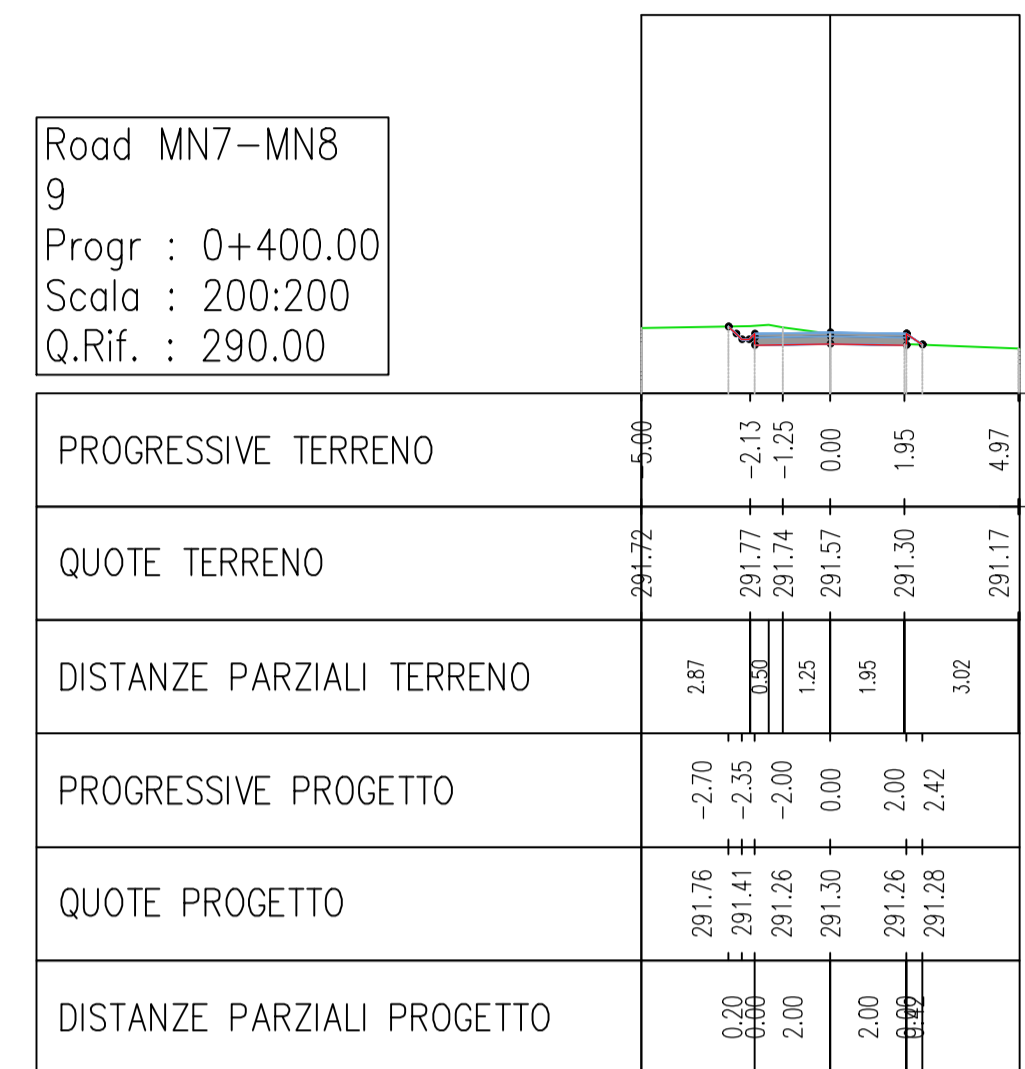 Road MN7-MN8
9
Progr : 0+400.00
Scala : 200:200
Q.Rif. : 290.00
PROGRESSIVE TERRENO -5.00 -2.13 -1.25 0.00 1.95 4.97
QUOTE TERRENO 291.72 291.77 291.74 291.57 291.30 291.17
DISTANZE PARZIALI TERRENO 2.87 0.50 1.25 1.95 3.02
PROGRESSIVE PROGETTO -2.70 -2.35 -2.00 0.00 2.00 2.42
QUOTE PROGETTO 291.76 291.41 291.26 291.30 291.26 291.28
DISTANZE PARZIALI PROGETTO 0.20 0.00 2.00 2.00